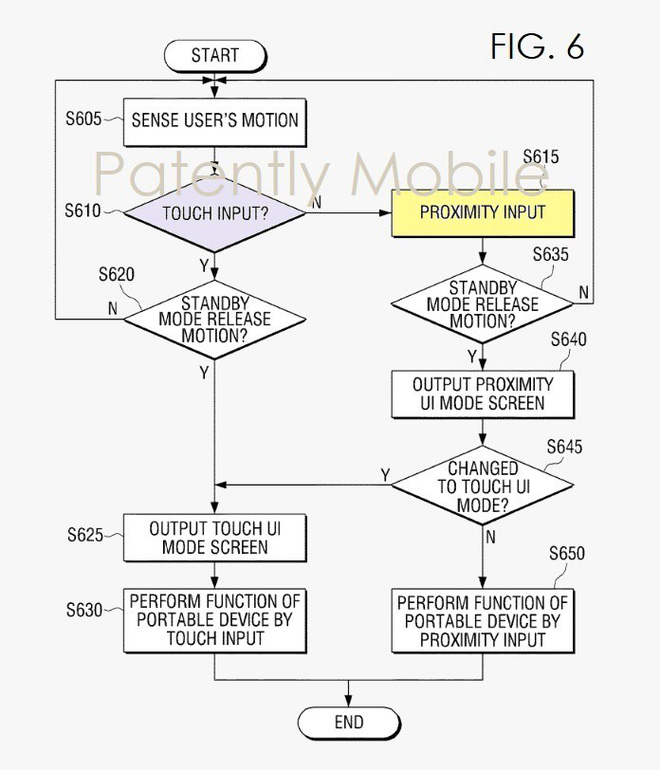 FIG. 6
START
S605
SENSE USER'S MOTION
Patently Mobile
S610
TOUCH INPUT?
N
Y
S615
PROXIMITY INPUT
S620
STANDBY
MODE RELEASE
MOTION?
N
Y
S635
STANDBY
MODE RELEASE
MOTION?
N
Y
S640
OUTPUT PROXIMITY
UI MODE SCREEN
S645
CHANGED
TO TOUCH UI
MODE?
Y
N
S625
OUTPUT TOUCH UI
MODE SCREEN
S630
PERFORM FUNCTION OF
PORTABLE DEVICE BY
TOUCH INPUT
S650
PERFORM FUNCTION OF
PORTABLE DEVICE BY
PROXIMITY INPUT
END